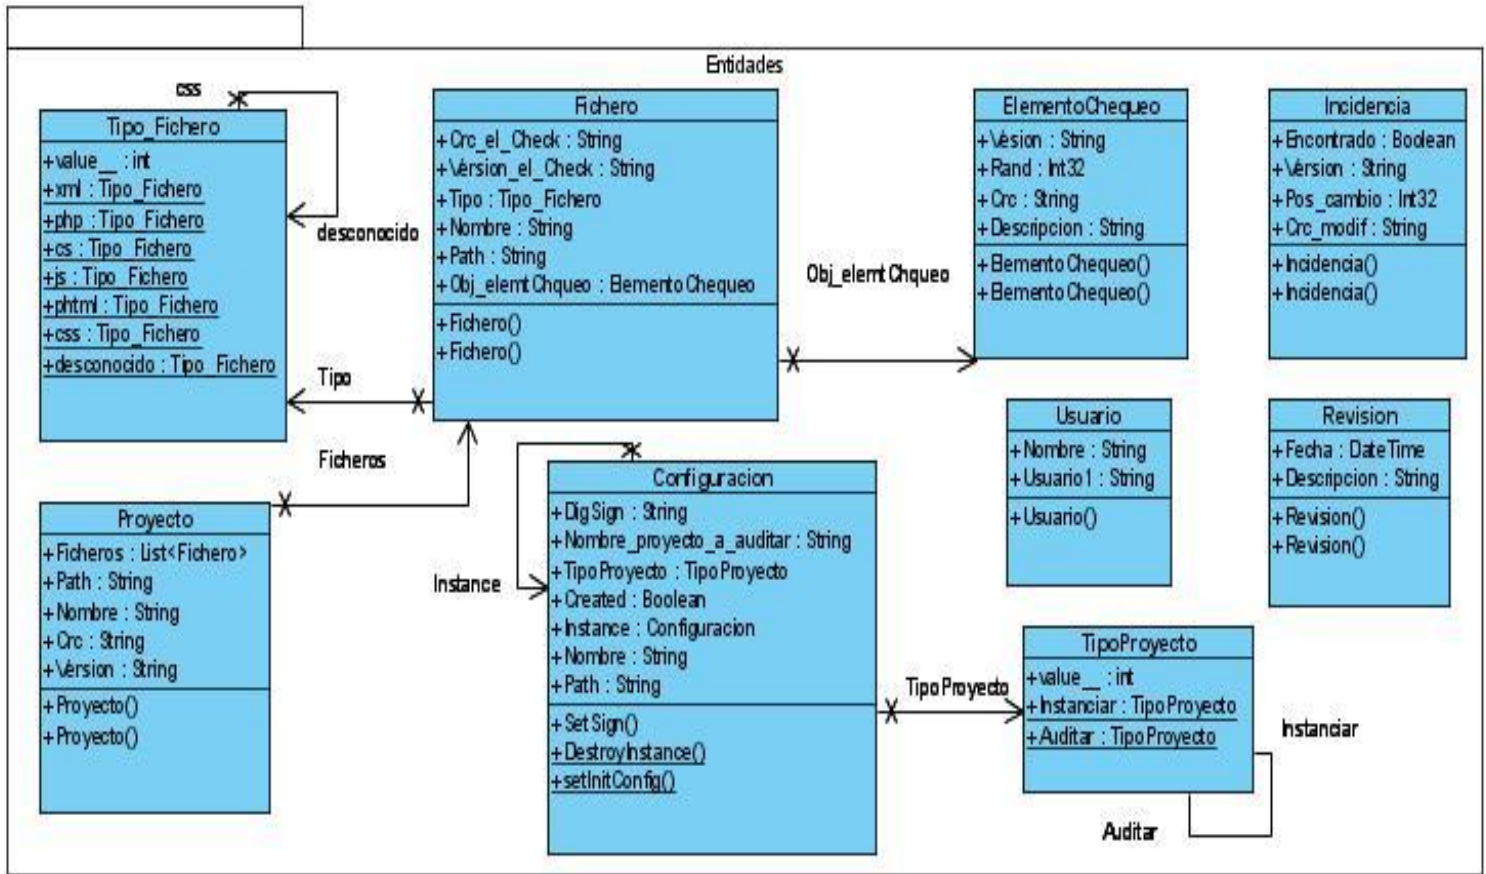 Entidades
css
Tipo_Fichero
+value__ : int
+xml : Tipo_Fichero
+php : Tipo_Fichero
+cs : Tipo_Fichero
+js : Tipo_Fichero
+phtml : Tipo_Fichero
+css : Tipo_Fichero
+desconocido : Tipo_Fichero
desconocido
Fichero
+Crc_el_Check : String
+Version_el_Check : String
+Tipo : Tipo_Fichero
+Nombre : String
+Path : String
+Obj_elemtChqueo : ElementoChequeo
+Fichero()
+Fichero()
Obj_elemtChqueo
ElementoChequeo
+Vesion : String
+Rand : Int32
+Crc : String
+Descripcion : String
+ElementoChequeo()
+ElementoChequeo()
Incidencia
+Encontrado : Boolean
+Version : String
+Pos_cambio : Int32
+Crc_modif : String
+Incidencia()
+Incidencia()
Tipo
Ficheros
Proyecto
+Ficheros : List<Fichero>
+Path : String
+Nombre : String
+Crc : String
+Version : String
+Proyecto()
+Proyecto()
Instance
Configuracion
+DigSign : String
+Nombre_proyecto_a_auditar : String
+TipoProyecto : TipoProyecto
+Created : Boolean
+Instance : Configuracion
+Nombre : String
+Path : String
+SetSign()
+DestroyInstance()
+setInitConfig()
Usuario
+Nombre : String
+Usuario1 : String
+Usuario()
Revision
+Fecha : DateTime
+Descripcion : String
+Revision()
+Revision()
TipoProyecto
TipoProyecto
+value__ : int
+Instanciar : TipoProyecto
+Auditar : TipoProyecto
Instanciar
Auditar